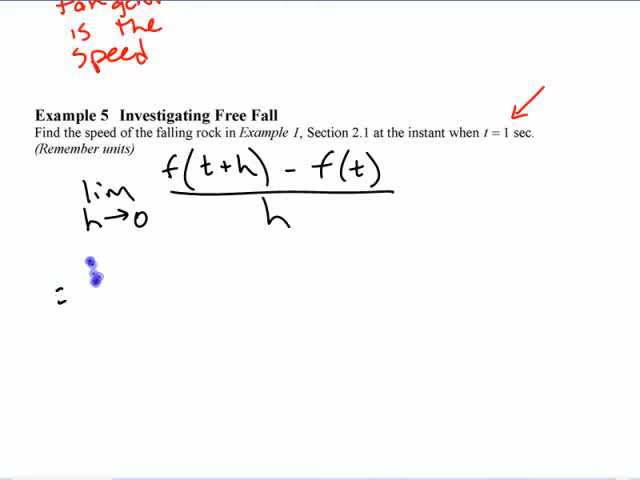 is the
speed
Example 5 Investigating Free Fall
Find the speed of the falling rock in Example 1, Section 2.1 at the instant when t = 1 sec.
(Remember units)
lim h→0 f(t+h) - f(t) / h
=